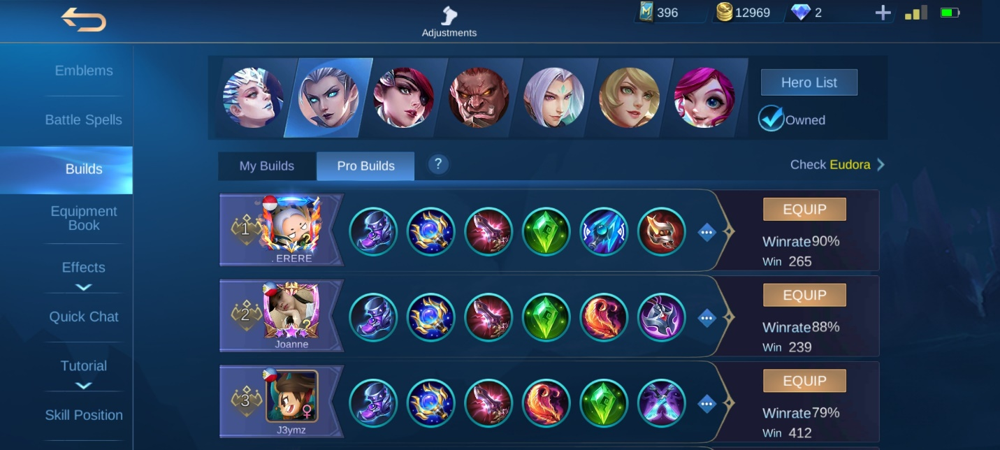 396
12969
2
Adjustments
Emblems
Battle Spells
Builds
Equipment
Book
Effects
Quick Chat
Tutorial
Skill Position
Hero List
Owned
My Builds
Pro Builds
?
Check Eudora
1
. ERERE
EQUIP
Winrate90%
Win 265
2
Joanne
EQUIP
Winrate88%
Win 239
3
J3ymz
EQUIP
Winrate79%
Win 412